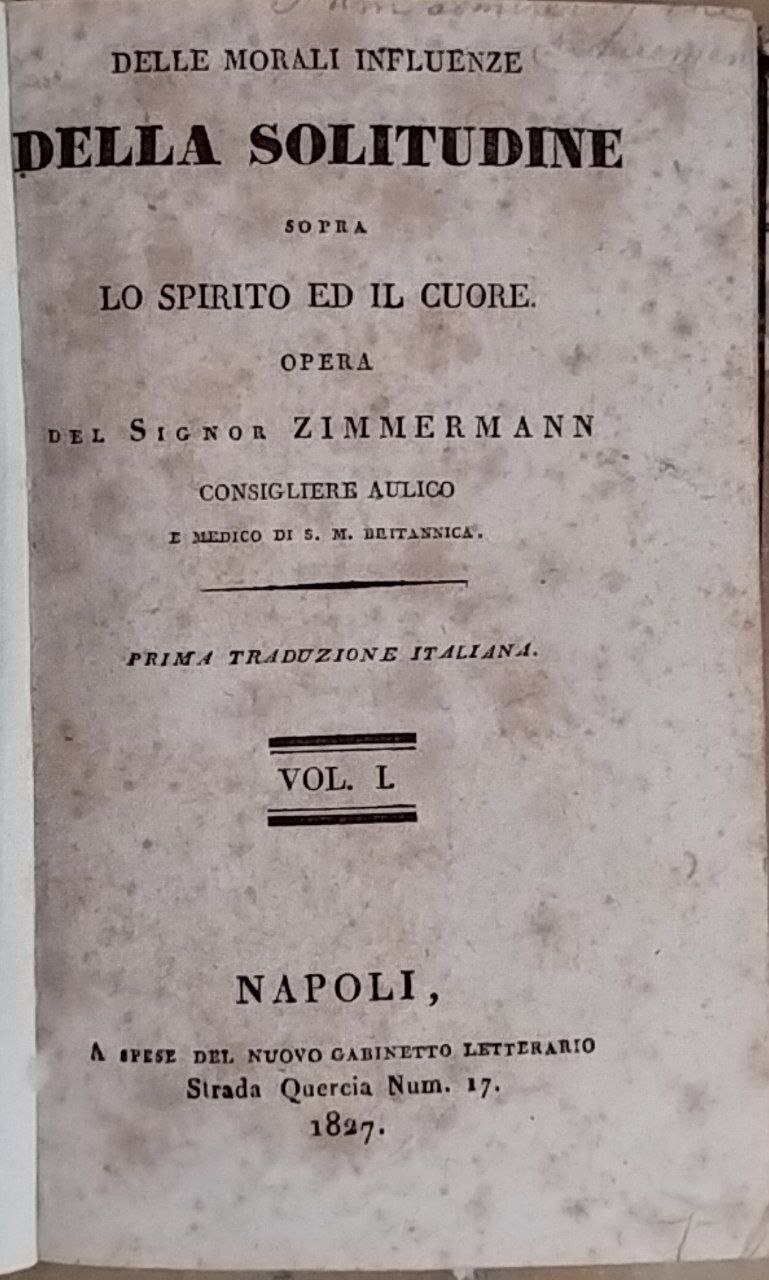 DELLE MORALI INFLUENZE
DELLA SOLITUDINE
SOPRA
LO SPIRITO ED IL CUORE.
OPERA
DEL SIGNOR ZIMMERMANN
CONSIGLIERE AULICO
E MEDICO DI S. M. BRITANNICA.
PRIMA TRADUZIONE ITALIANA.
VOL. I.
NAPOLI,
A SPESE DEL NUOVO GABINETTO LETTERARIO
Strada Quercia Num. 17.
1827.